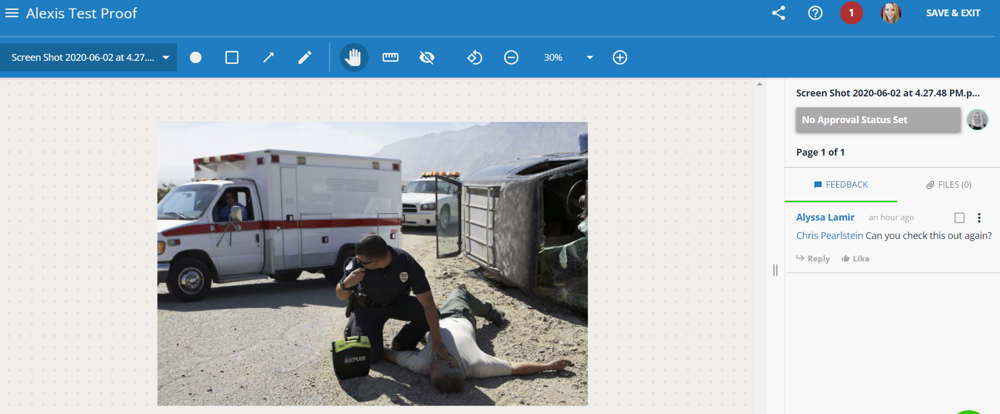 Alexis Test Proof
1
SAVE & EXIT
Screen Shot 2020-06-02 at 4.27....
30%
Screen Shot 2020-06-02 at 4.27.48 PM.p...
No Approval Status Set
Page 1 of 1
FEEDBACK
FILES (0)
Alyssa Lamir an hour ago
Chris Pearlstein Can you check this out again?
Reply
Like
AED PLUS